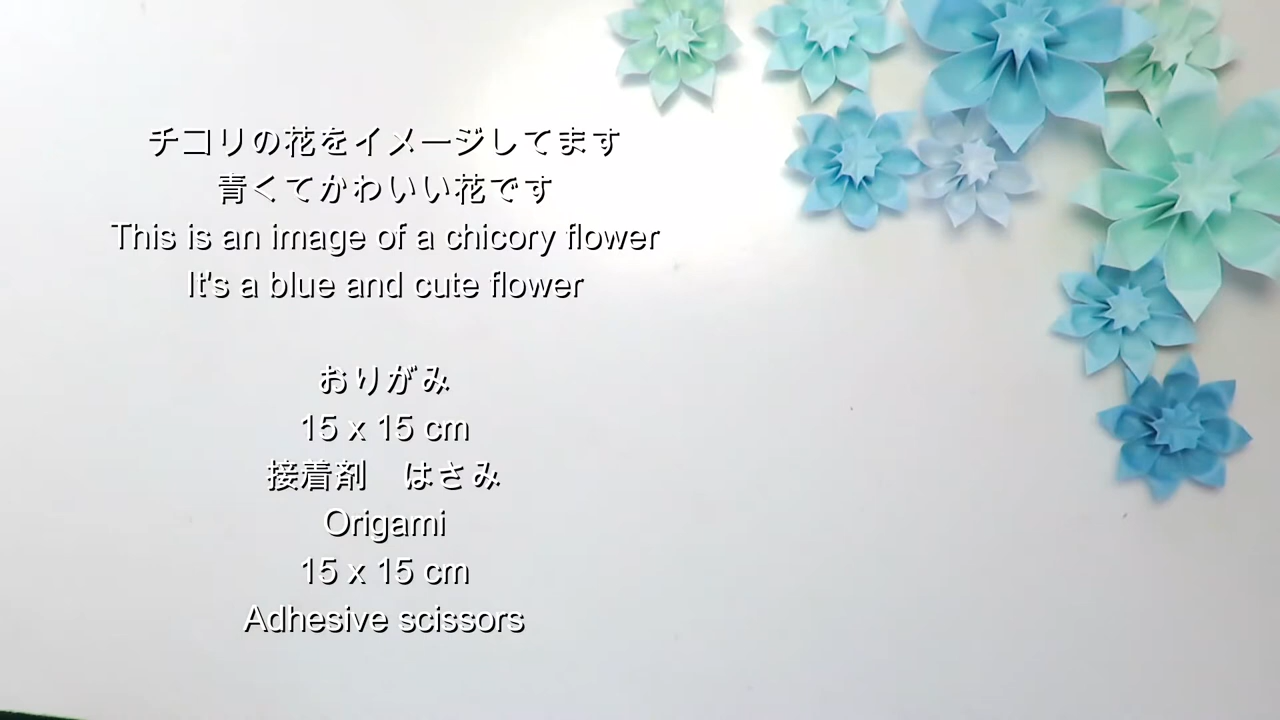 チコリの花をイメージしてます
青くてかわいい花です
This is an image of a chicory flower
It's a blue and cute flower
おりがみ
15 x 15 cm
接着剤　はさみ
Origami
15 x 15 cm
Adhesive scissors